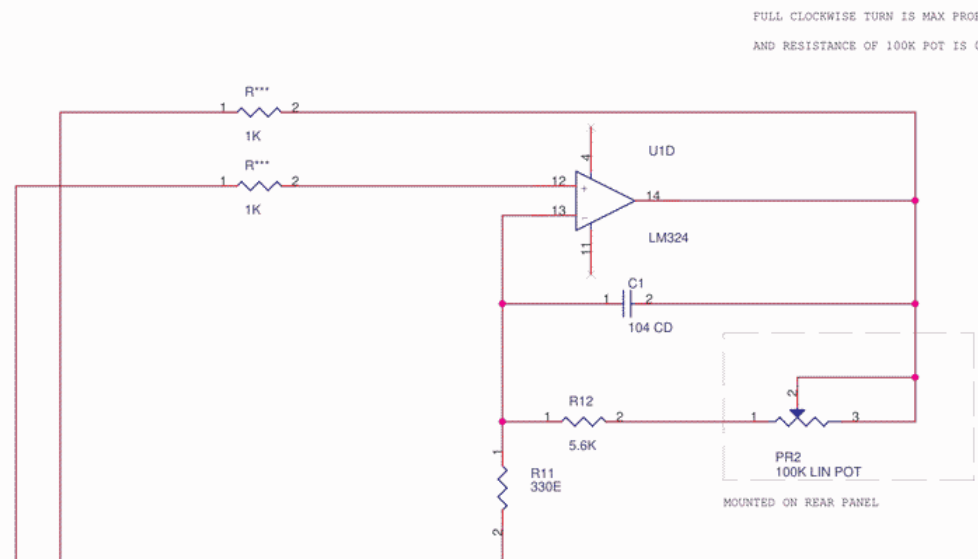 FULL CLOCKWISE TURN IS MAX
AND RESISTANCE OF 100K POT IS
R***
1 2
1K
R***
1 2
1K
4
U1D
12
+
14
13
-
LM324
11
C1
1 2
104 CD
R12
1 2
5.6K
2
1 3
PR2
100K LIN POT
1
R11
330E
2
MOUNTED ON REAR PANEL